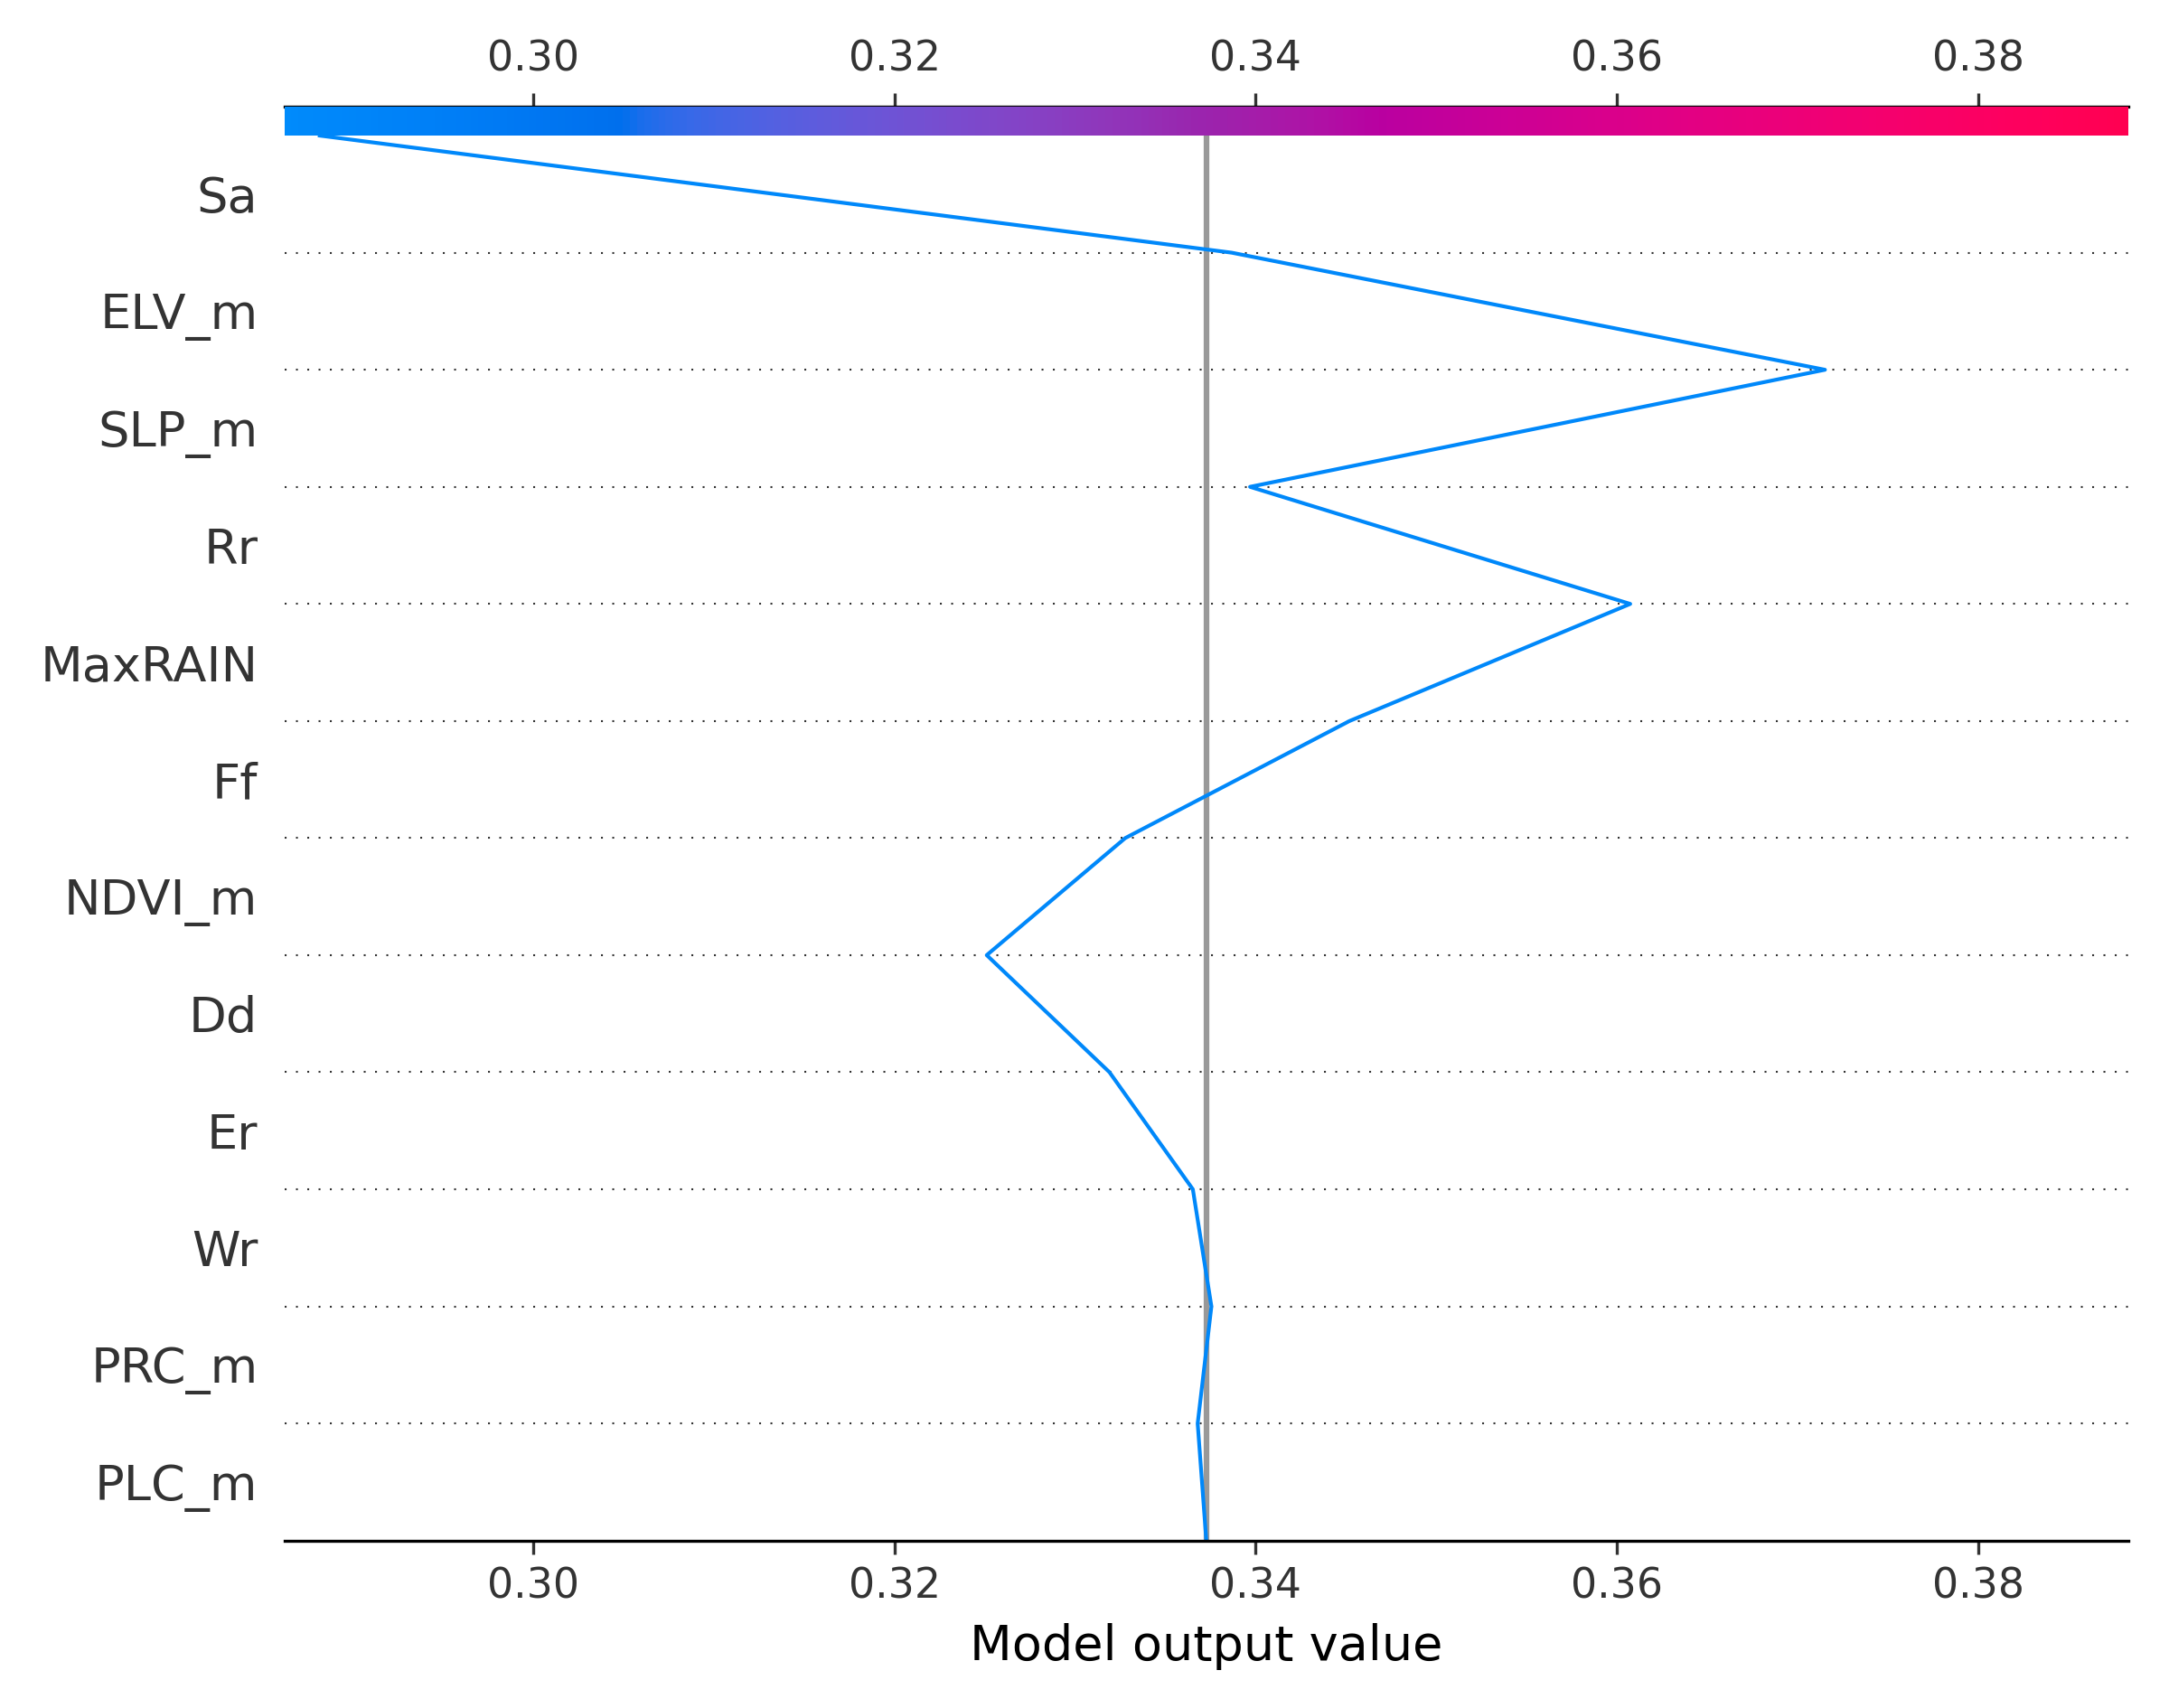 0.30 0.32 0.34 0.36 0.38
Sa
ELV_m
SLP_m
Rr
MaxRAIN
Ff
NDVI_m
Dd
Er
Wr
PRC_m
PLC_m
0.30 0.32 0.34 0.36 0.38
Model output value